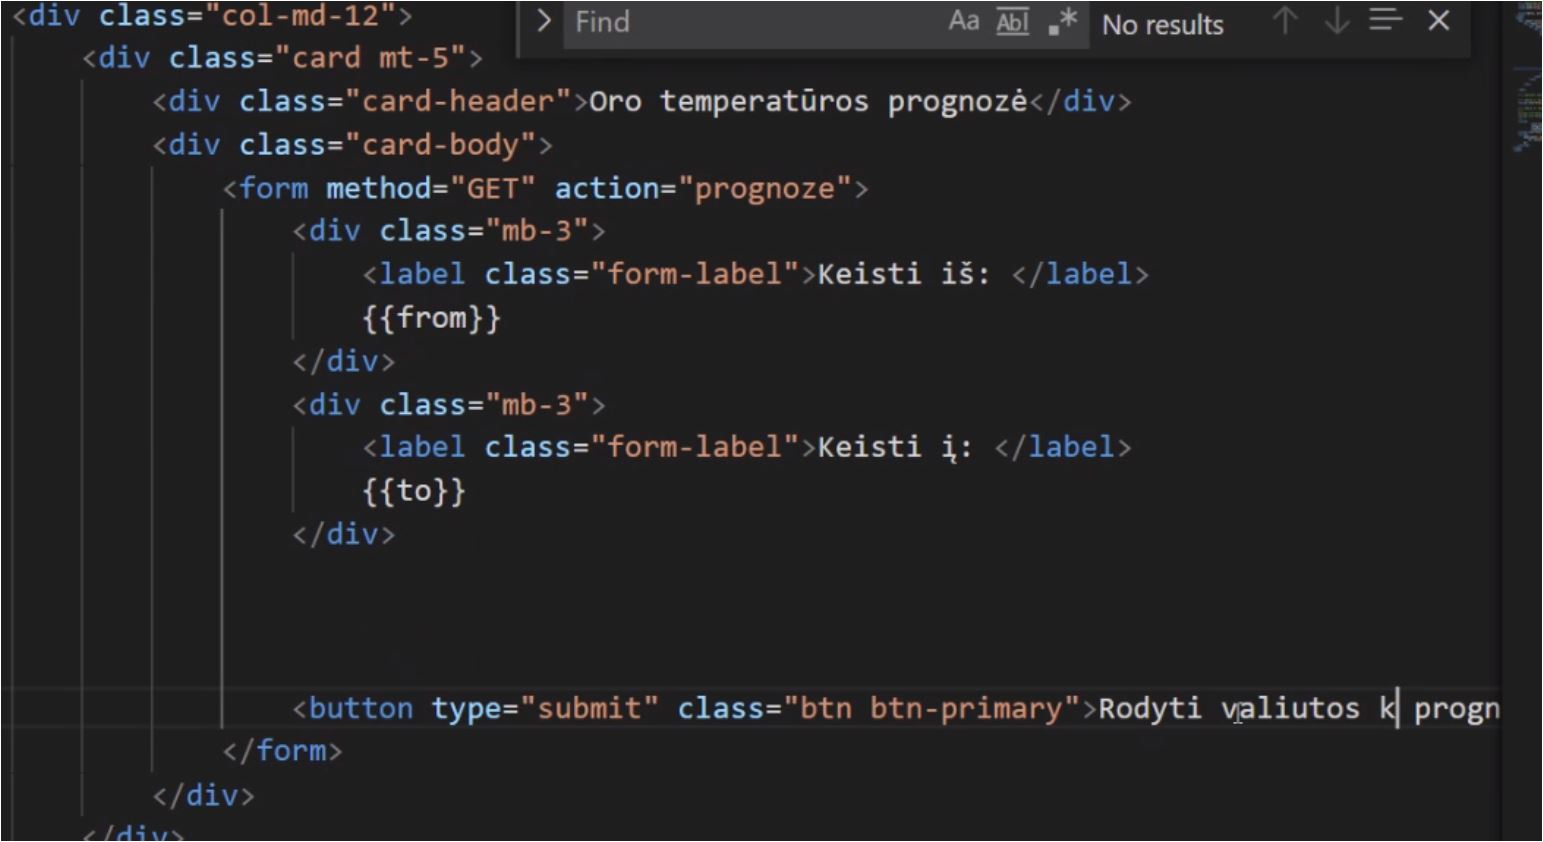 <div class="col-md-12">
> Find Aa Abl .* No results
<div class="card mt-5">
<div class="card-header">Oro temperatūros prognozė</div>
<div class="card-body">
<form method="GET" action="prognoze">
<div class="mb-3">
<label class="form-label">Keisti iš: </label>
{{from}}
</div>
<div class="mb-3">
<label class="form-label">Keisti į: </label>
{{to}}
</div>
<button type="submit" class="btn btn-primary">Rodyti valiutos k progn
</form>
</div>
</div>